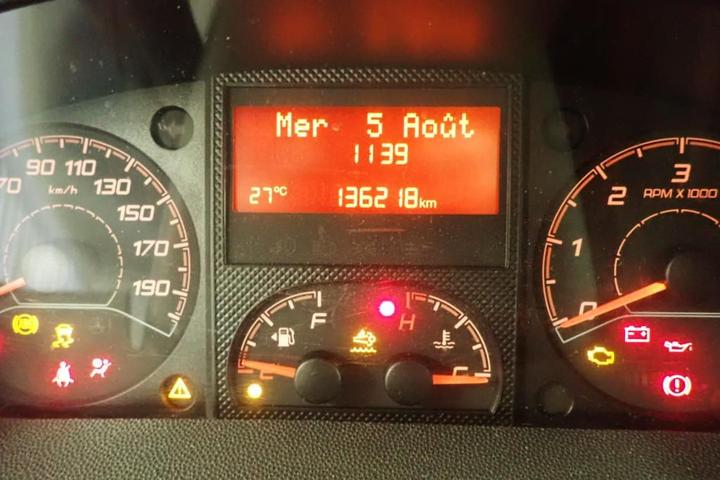 Mer 5 Août
1139
27°C 136218km
70 90 110 130 150 170 190
km/h
0 1 2 3
RPM X 1000
F
H
C